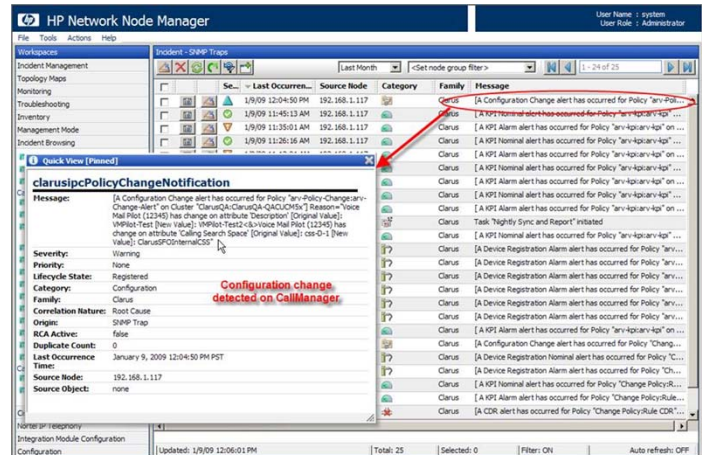 HP Network Node Manager
User Name : system
User Role : Administrator
File Tools Actions Help
Workspaces
Incident - SNMP Traps
Incident Management
Topology Maps
Monitoring
Troubleshooting
Inventory
Management Mode
Incident Browsing
Last Month
<Set node group filter>
1 - 24 of 25
Se... Last Occurren... Source Node Category Family Message
1/9/09 12:04:50 PM 192.168.1.117 Clarus [A Configuration Change alert has occurred for Policy "arv-Poli...
1/9/09 11:45:13 AM 192.168.1.117 Clarus [ A KPI Nominal alert has occurred for Policy "arv-kpi:arv-kpi" ...
1/9/09 11:35:01 AM 192.168.1.117 Clarus [ A KPI Alarm alert has occurred for Policy "arv-kpi:arv-kpi" on ...
1/9/09 11:26:16 AM 192.168.1.117 Clarus [ A KPI Nominal alert has occurred for Policy "arv-kpi:arv-kpi" ...
Clarus [ A KPI Alarm alert has occurred for Policy "arv-kpi:arv-kpi" on ...
Clarus [ A KPI Nominal alert has occurred for Policy "arv-kpi:arv-kpi" ...
Clarus [ A KPI Alarm alert has occurred for Policy "arv-kpi:arv-kpi" on ...
Clarus [ A KPI Nominal alert has occurred for Policy "arv-kpi:arv-kpi" ...
Clarus [ A KPI Alarm alert has occurred for Policy "arv-kpi:arv-kpi" on ...
Clarus Task "Nightly Sync and Report" initiated
Clarus [ A KPI Nominal alert has occurred for Policy "arv-kpi:arv-kpi" ...
Clarus [A Device Registration Alarm alert has occurred for Policy "arv...
Clarus [A Device Registration Alarm alert has occurred for Policy "arv...
Clarus [A Device Registration Alarm alert has occurred for Policy "arv...
Clarus [A Device Registration Alarm alert has occurred for Policy "arv...
Clarus [ A KPI Alarm alert has occurred for Policy "arv-kpi:arv-kpi" on ...
Clarus [A Configuration Change alert has occurred for Policy "Chang...
Clarus [A Device Registration Nominal alert has occurred for Policy "C...
Clarus [A Device Registration Alarm alert has occurred for Policy "Ch...
Clarus [ A KPI Nominal alert has occurred for Policy "Change Policy:R...
Clarus [ A KPI Alarm alert has occurred for Policy "Change Policy:Rule...
Clarus [A CDR alert has occurred for Policy "Change Policy:Rule CDR"...
Quick View [Pinned]
clarusipcPolicyChangeNotification
Message: [A Configuration Change alert has occurred for Policy "arv-Policy-Change:arv-
Change-Alert" on Cluster "ClarusQA:ClarusQA-QACUCM5x"] Reason="Voice
Mail Pilot (12345) has change on attribute 'Description' [Original Value]:
VMPilot-Test [New Value]: VMPilot-Test2<&>Voice Mail Pilot (12345) has
change on attribute 'Calling Search Space' [Original Value]: css-D-1 [New
Value]: ClarusSFOInternalCSS"
Severity: Warning
Priority: None
Lifecycle State: Registered
Category: Configuration
Family: Clarus
Correlation Nature: Root Cause
Origin: SNMP Trap
RCA Active: false
Duplicate Count: 0
Last Occurrence Time: January 9, 2009 12:04:50 PM PST
Source Node: 192.168.1.117
Source Object: none
Configuration change
detected on CallManager
Nortel IP Telephony
Integration Module Configuration
Configuration
Updated: 1/9/09 12:06:01 PM
Total: 25
Selected: 0
Filter: ON
Auto refresh: OFF